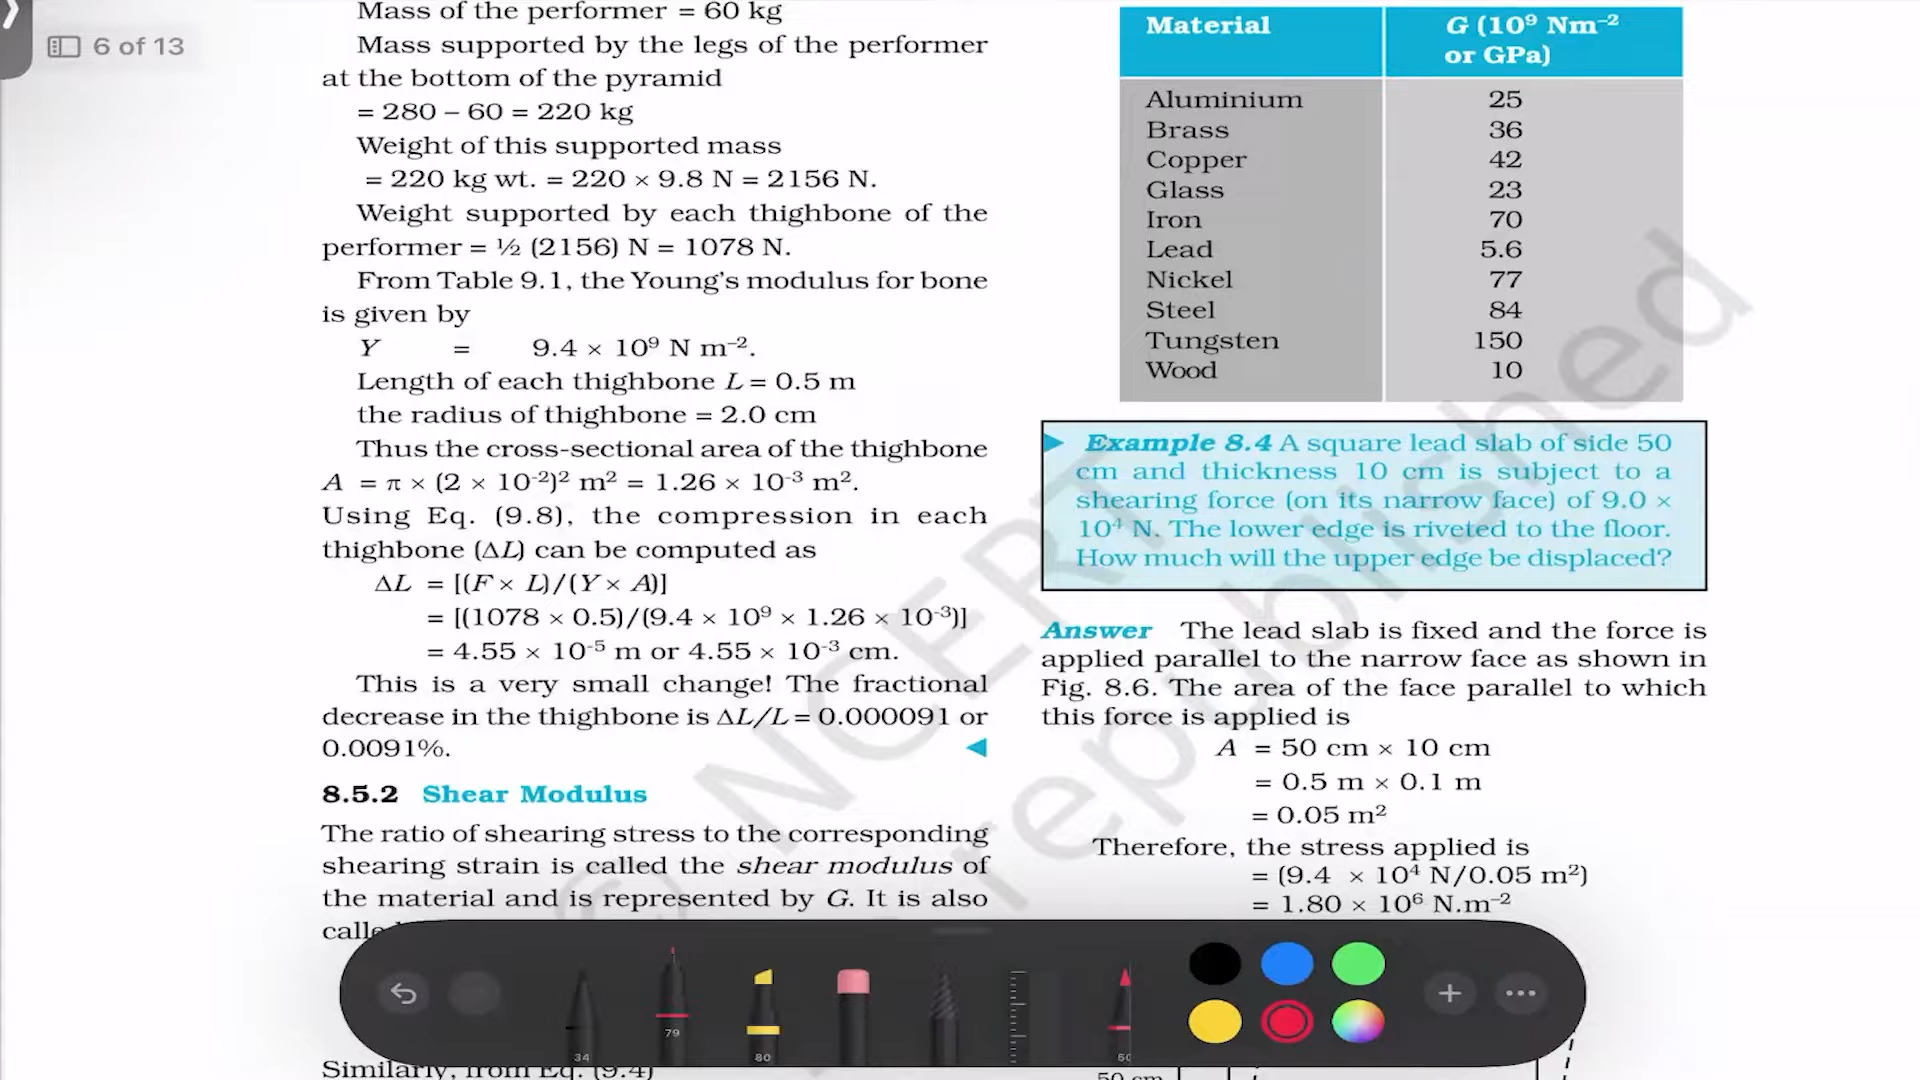 6 of 13
Mass of the performer = 60 kg
Mass supported by the legs of the performer
at the bottom of the pyramid
= 280 – 60 = 220 kg
Weight of this supported mass
= 220 kg wt. = 220 × 9.8 N = 2156 N.
Weight supported by each thighbone of the
performer = ½ (2156) N = 1078 N.
From Table 9.1, the Young's modulus for bone
is given by
Y = 9.4 × 10⁹ N m⁻².
Length of each thighbone L = 0.5 m
the radius of thighbone = 2.0 cm
Thus the cross-sectional area of the thighbone
A = π × (2 × 10⁻²)² m² = 1.26 × 10⁻³ m².
Using Eq. (9.8), the compression in each
thighbone (ΔL) can be computed as
ΔL = [(F × L)/(Y × A)]
= [(1078 × 0.5)/(9.4 × 10⁹ × 1.26 × 10⁻³)]
= 4.55 × 10⁻⁵ m or 4.55 × 10⁻³ cm.
This is a very small change! The fractional
decrease in the thighbone is ΔL/L = 0.000091 or
0.0091%.
8.5.2 Shear Modulus
The ratio of shearing stress to the corresponding
shearing strain is called the shear modulus of
the material and is represented by G. It is also
Similarly, from Eq. (9.4)
Material G (10⁹ Nm⁻²
or GPa)
Aluminium 25
Brass 36
Copper 42
Glass 23
Iron 70
Lead 5.6
Nickel 77
Steel 84
Tungsten 150
Wood 10
Example 8.4 A square lead slab of side 50
cm and thickness 10 cm is subject to a
shearing force (on its narrow face) of 9.0 ×
10⁴ N. The lower edge is riveted to the floor.
How much will the upper edge be displaced?
Answer The lead slab is fixed and the force is
applied parallel to the narrow face as shown in
Fig. 8.6. The area of the face parallel to which
this force is applied is
A = 50 cm × 10 cm
= 0.5 m × 0.1 m
= 0.05 m²
Therefore, the stress applied is
= (9.4 × 10⁴ N/0.05 m²)
= 1.80 × 10⁶ N.m⁻²
50 cm
© NCERT
republished
34
79
80